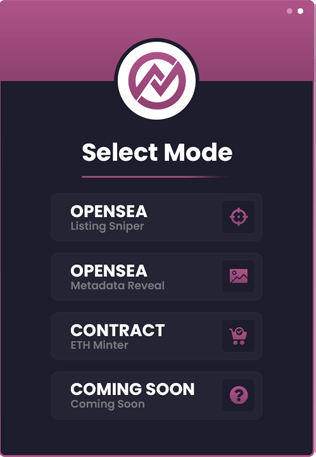 Select Mode
OPENSEA
Listing Sniper
OPENSEA
Metadata Reveal
CONTRACT
ETH Minter
COMING SOON
Coming Soon